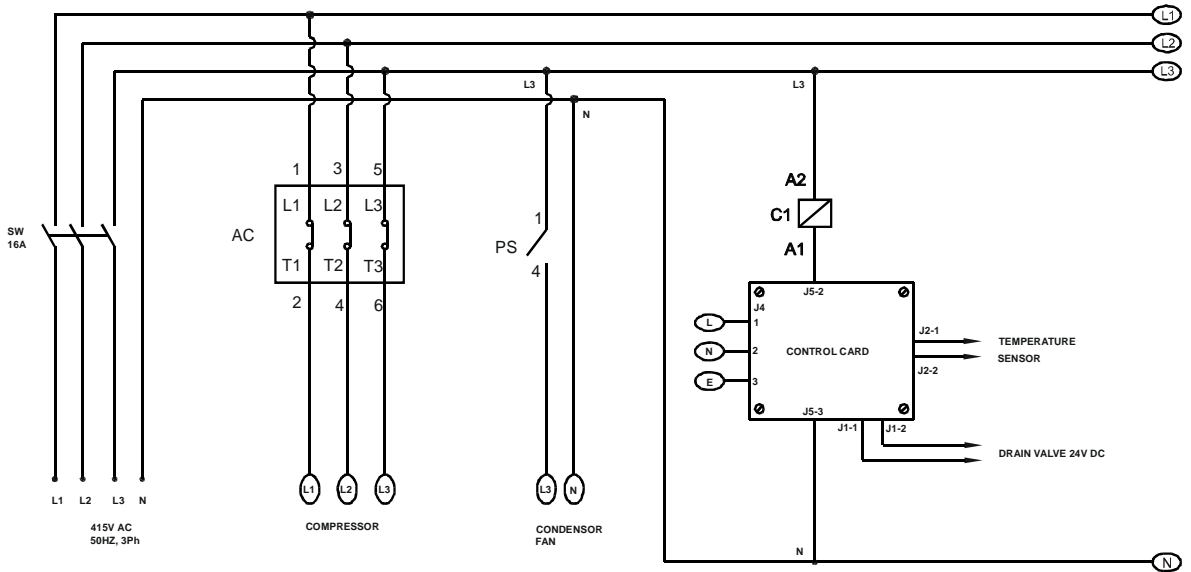 L1
L2
L3
L3
N
L3
1 3 5
A2
L1 L2 L3
C1
1
SW
16A
AC
PS
A1
T1 T2 T3
4
J5-2
2 4 6
J4
L
1
J2-1
N
2
CONTROL CARD
TEMPERATURE
SENSOR
J2-2
E
3
J5-3
J1-1
J1-2
DRAIN VALVE 24V DC
L1 L2 L3 N
L1 L2 L3
L3 N
415V AC
50HZ, 3Ph
COMPRESSOR
CONDENSOR
FAN
N
N